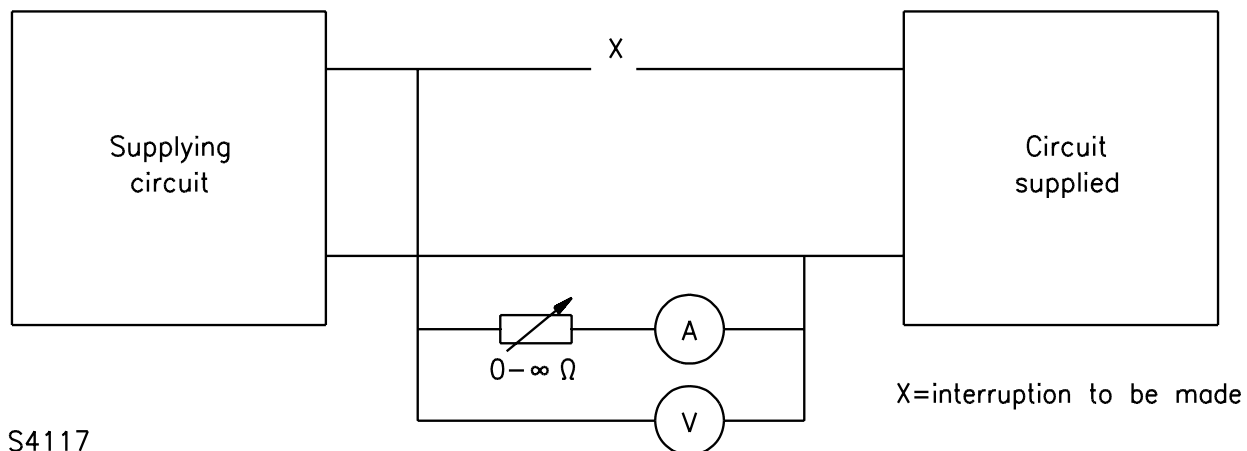 X
Supplying
circuit
Circuit
supplied
A
0–∞ Ω
X=interruption to be made
V
S4117